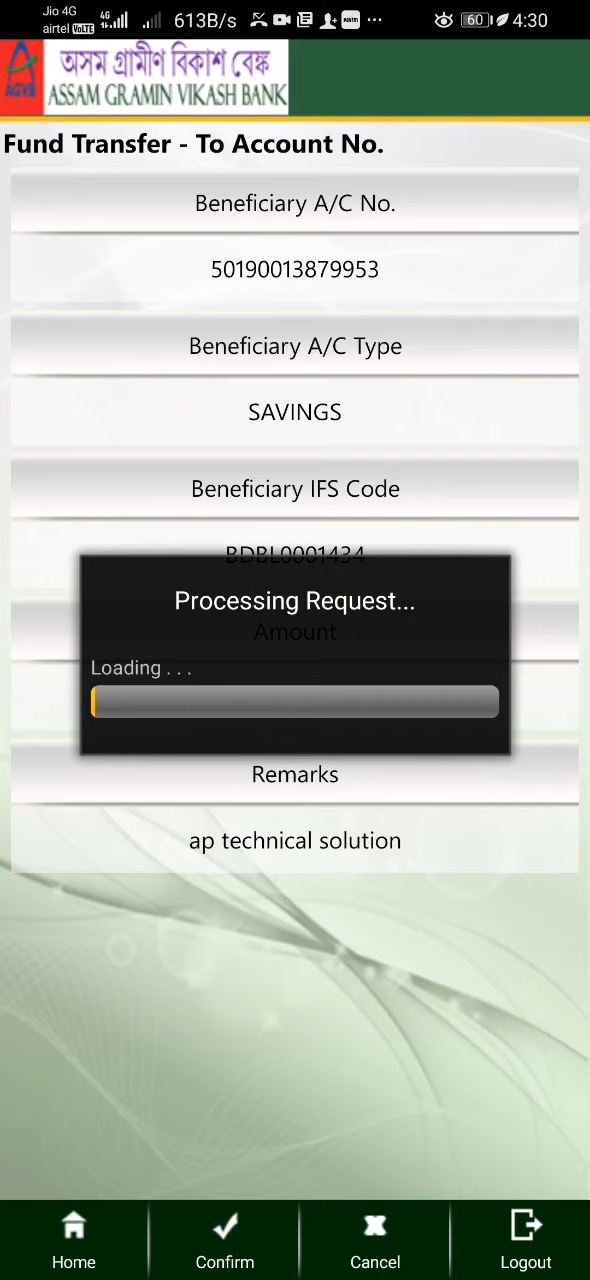 Jio 4G
airtel VoLTE
4G
613B/s
60
4:30
অসম গ্রামীণ বিকাশ বেঙ্ক
AGVB
ASSAM GRAMIN VIKASH BANK
Fund Transfer - To Account No.
Beneficiary A/C No.
50190013879953
Beneficiary A/C Type
SAVINGS
Beneficiary IFS Code
BDBL0001434
Processing Request...
Amount
Loading . . .
Remarks
ap technical solution
Home
Confirm
Cancel
Logout